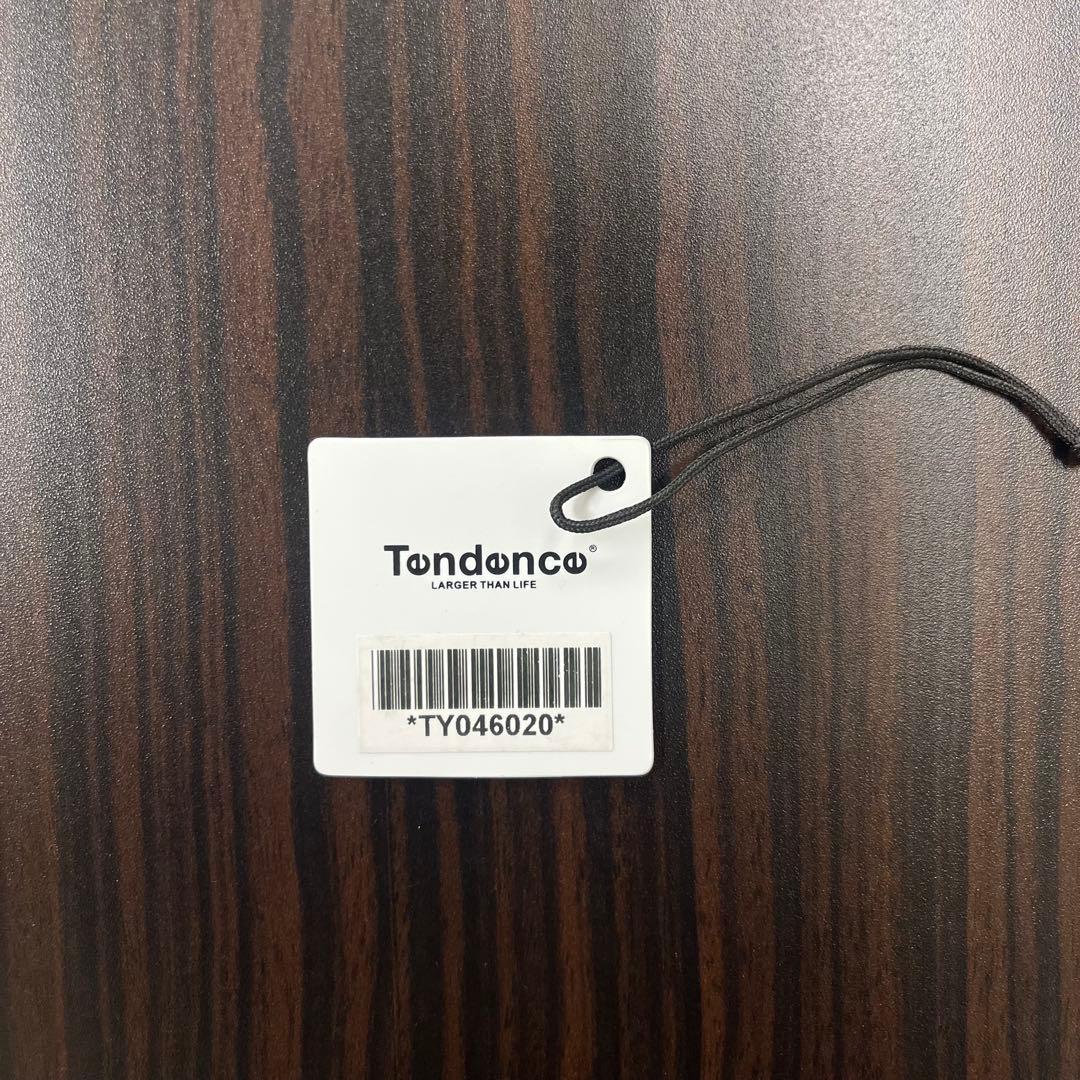 Tendence®
LARGER THAN LIFE
*TY046020*